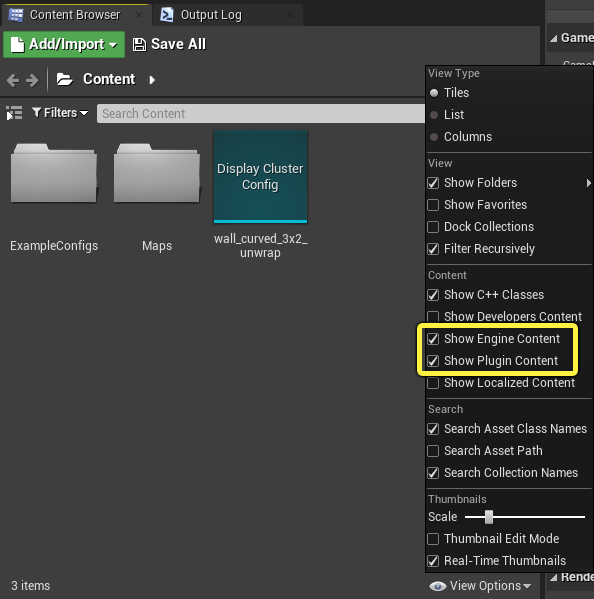 Content Browser
Output Log
Add/Import
Save All
Content
Filters
Search Content
Display Cluster
Config
ExampleConfigs
Maps
wall_curved_3x2_
unwrap
3 items
View Options
View Type
Tiles
List
Columns
View
Show Folders
Show Favorites
Dock Collections
Filter Recursively
Content
Show C++ Classes
Show Developers Content
Show Engine Content
Show Plugin Content
Show Localized Content
Search
Search Asset Class Names
Search Asset Path
Search Collection Names
Thumbnails
Scale
Thumbnail Edit Mode
Real-Time Thumbnails
Game
Rende